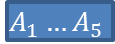 A₁ … A₅